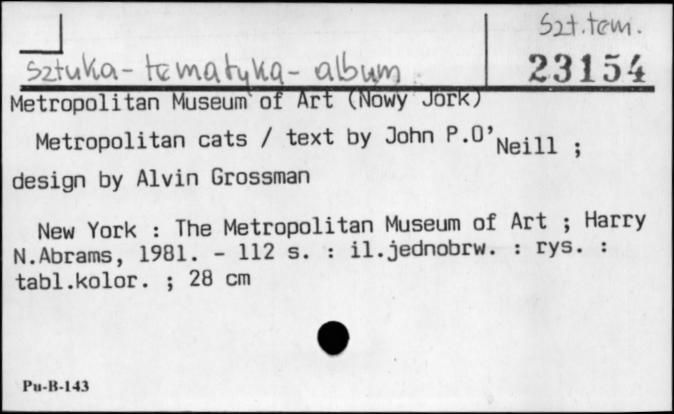 Szt.tem.
Sztuka - tematyka - album
23154
Metropolitan Museum of Art (Nowy Jork)
Metropolitan cats / text by John P.O'Neill ;
design by Alvin Grossman
New York : The Metropolitan Museum of Art ; Harry
N.Abrams, 1981. - 112 s. : il.jednobrw. : rys. :
tabl.kolor. ; 28 cm
Pu-B-143